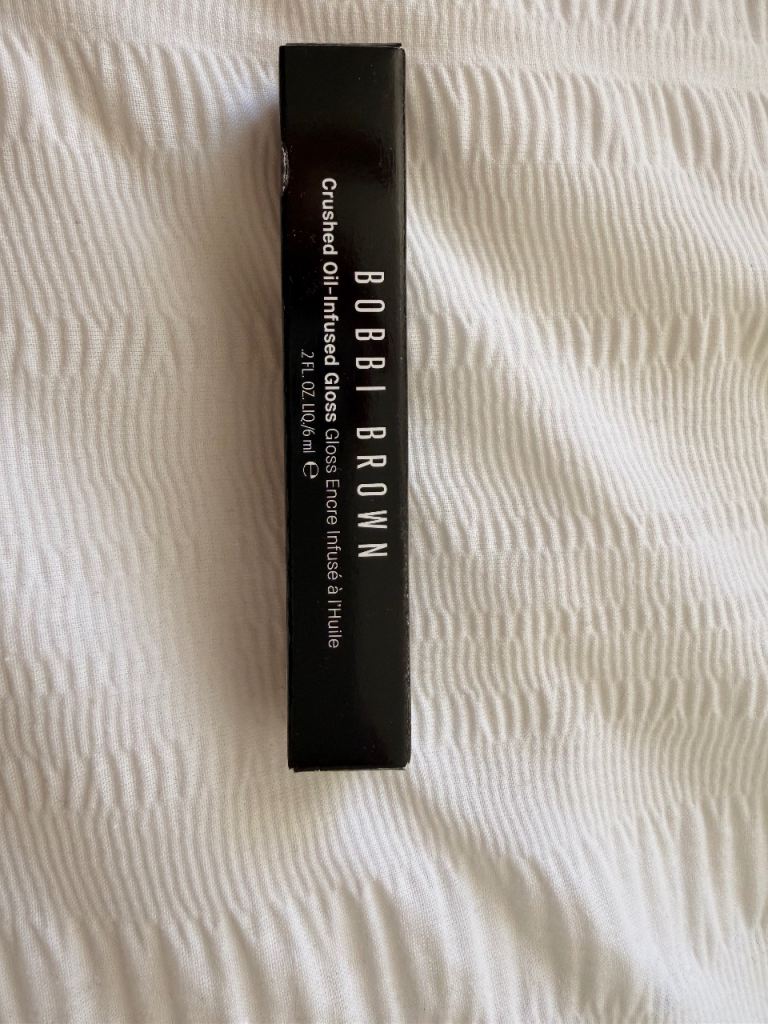 BOBBI BROWN
Crushed Oil-Infused Gloss Gloss Encre Infusé à l'Huile
.2 FL. OZ. LIQ./6 ml ℮